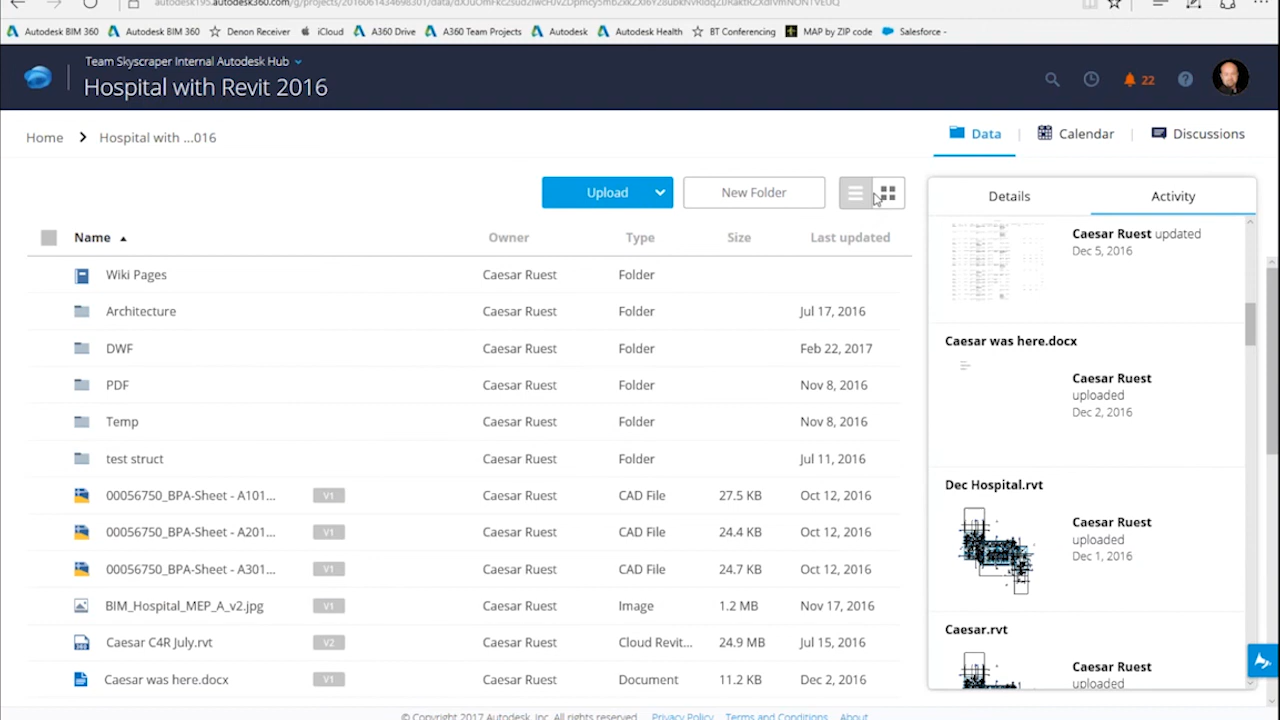 Autodesk BIM 360 Autodesk BIM 360 Denon Receiver iCloud A360 Drive A360 Team Projects Autodesk Autodesk Health BT Conferencing MAP by ZIP code Salesforce -
Team Skyscraper Internal Autodesk Hub
Hospital with Revit 2016
22
Home Hospital with ...016
Data Calendar Discussions
Upload New Folder
Details Activity
Name Owner Type Size Last updated
Wiki Pages Caesar Ruest Folder
Architecture Caesar Ruest Folder Jul 17, 2016
DWF Caesar Ruest Folder Feb 22, 2017
PDF Caesar Ruest Folder Nov 8, 2016
Temp Caesar Ruest Folder Nov 8, 2016
test struct Caesar Ruest Folder Jul 11, 2016
00056750_BPA-Sheet - A101... V1 Caesar Ruest CAD File 27.5 KB Oct 12, 2016
00056750_BPA-Sheet - A201... V1 Caesar Ruest CAD File 24.4 KB Oct 12, 2016
00056750_BPA-Sheet - A301... V1 Caesar Ruest CAD File 24.7 KB Oct 12, 2016
BIM_Hospital_MEP_A_v2.jpg V1 Caesar Ruest Image 1.2 MB Nov 17, 2016
Caesar C4R July.rvt V2 Caesar Ruest Cloud Revit... 24.9 MB Jul 15, 2016
Caesar was here.docx V1 Caesar Ruest Document 11.2 KB Dec 2, 2016
Caesar Ruest updated
Dec 5, 2016
Caesar was here.docx
Caesar Ruest
uploaded
Dec 2, 2016
Dec Hospital.rvt
Caesar Ruest
uploaded
Dec 1, 2016
Caesar.rvt
Caesar Ruest
uploaded
© Copyright 2017 Autodesk, Inc. All rights reserved. Privacy Policy Terms and Conditions About